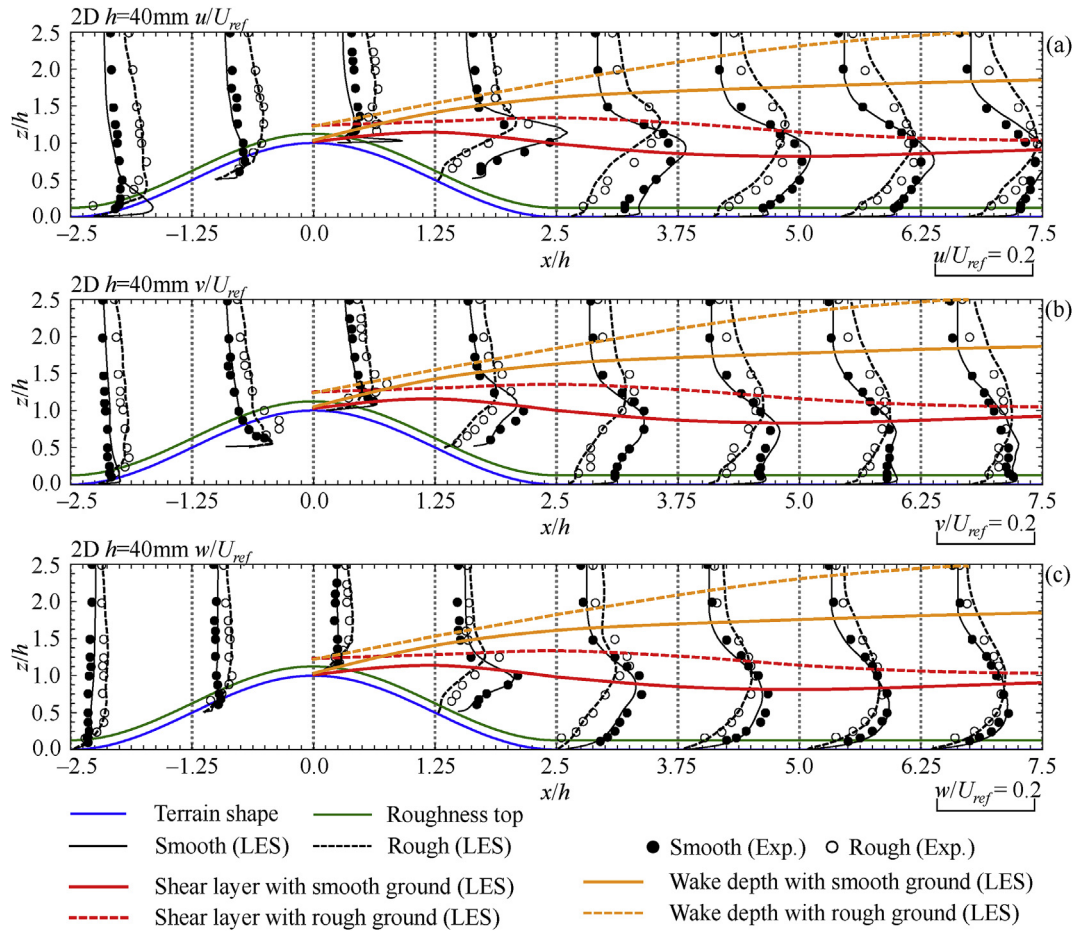 2D h=40mm u/U_ref
(a)
2.5
2.0
1.5
1.0
0.5
0.0
z/h
−2.5 −1.25 0.0 1.25 2.5 3.75 5.0 6.25 7.5
x/h
u/U_ref = 0.2
2D h=40mm v/U_ref
(b)
2.5
2.0
1.5
1.0
0.5
0.0
z/h
−2.5 −1.25 0.0 1.25 2.5 3.75 5.0 6.25 7.5
x/h
v/U_ref = 0.2
2D h=40mm w/U_ref
(c)
2.5
2.0
1.5
1.0
0.5
0.0
z/h
−2.5 −1.25 0.0 1.25 2.5 3.75 5.0 6.25 7.5
x/h
w/U_ref = 0.2
Terrain shape Roughness top
Smooth (LES) Rough (LES) Smooth (Exp.) Rough (Exp.)
Shear layer with smooth ground (LES) Wake depth with smooth ground (LES)
Shear layer with rough ground (LES) Wake depth with rough ground (LES)